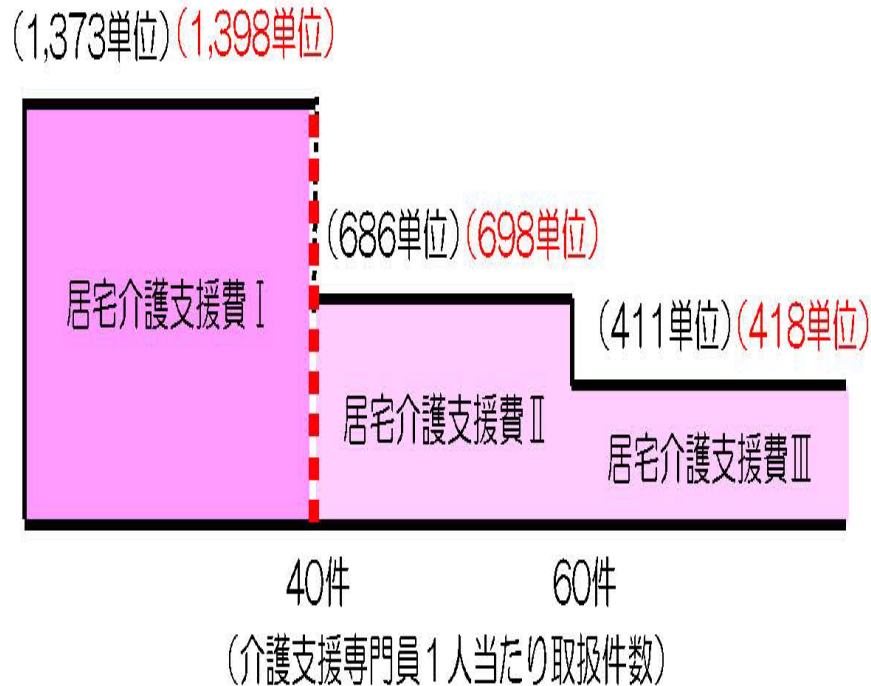 (1,373単位)(1,398単位)
(686単位)(698単位)
居宅介護支援費Ⅰ
(411単位)(418単位)
居宅介護支援費Ⅱ
居宅介護支援費Ⅲ
40件
60件
(介護支援専門員1人当たり取扱件数)